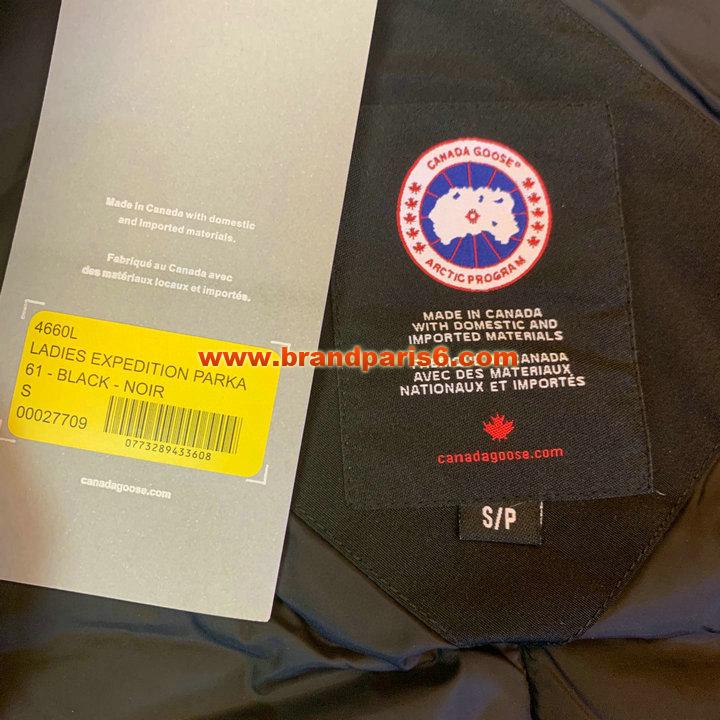 Made in Canada with domestic
and imported materials.
Fabriqué au Canada avec
des matériaux locaux et importés.
4660L
LADIES EXPEDITION PARKA
61 - BLACK - NOIR
S
00027709
0773289433608
canadagoose.com
CANADA GOOSE®
ARCTIC PROGRAM
MADE IN CANADA
WITH DOMESTIC AND
IMPORTED MATERIALS
www.brandparis6.com
CANADA
AVEC DES MATERIAUX
NATIONAUX ET IMPORTÉS
canadagoose.com
S/P